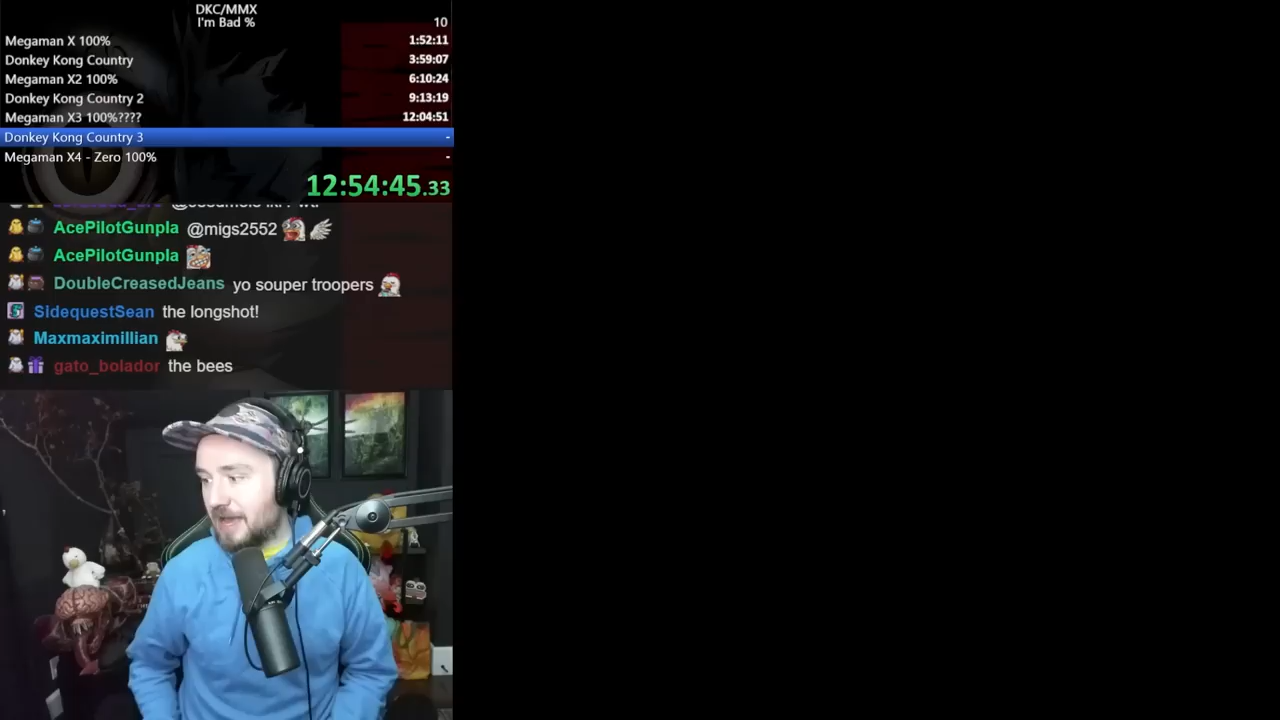 DKC/MMX
I'm Bad %
10
Megaman X 100% 1:52:11
Donkey Kong Country 3:59:07
Megaman X2 100% 6:10:24
Donkey Kong Country 2 9:13:19
Megaman X3 100%???? 12:04:51
Donkey Kong Country 3 -
Megaman X4 - Zero 100% -
12:54:45.33
AcePilotGunpla @migs2552
AcePilotGunpla
DoubleCreasedJeans yo souper troopers
SidequestSean the longshot!
Maxmaximillian
gato_bolador the bees